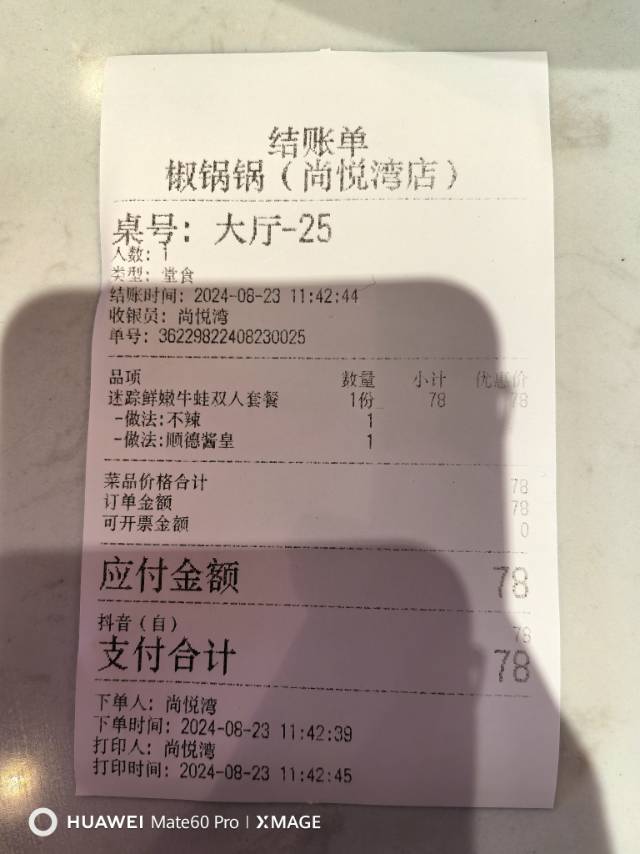 结账单
椒锅锅（尚悦湾店）
桌号: 大厅-25
人数: 1
类型: 堂食
结账时间: 2024-08-23 11:42:44
收银员: 尚悦湾
单号: 36229822408230025
品项 数量 小计 优惠价
迷踪鲜嫩牛蛙双人套餐 1份 78 78
-做法:不辣 1
-做法:顺德酱皇 1
菜品价格合计 78
订单金额 78
可开票金额 0
应付金额 78
抖音（自） 78
支付合计 78
下单人: 尚悦湾
下单时间: 2024-08-23 11:42:39
打印人: 尚悦湾
打印时间: 2024-08-23 11:42:45
HUAWEI Mate60 Pro | XMAGE